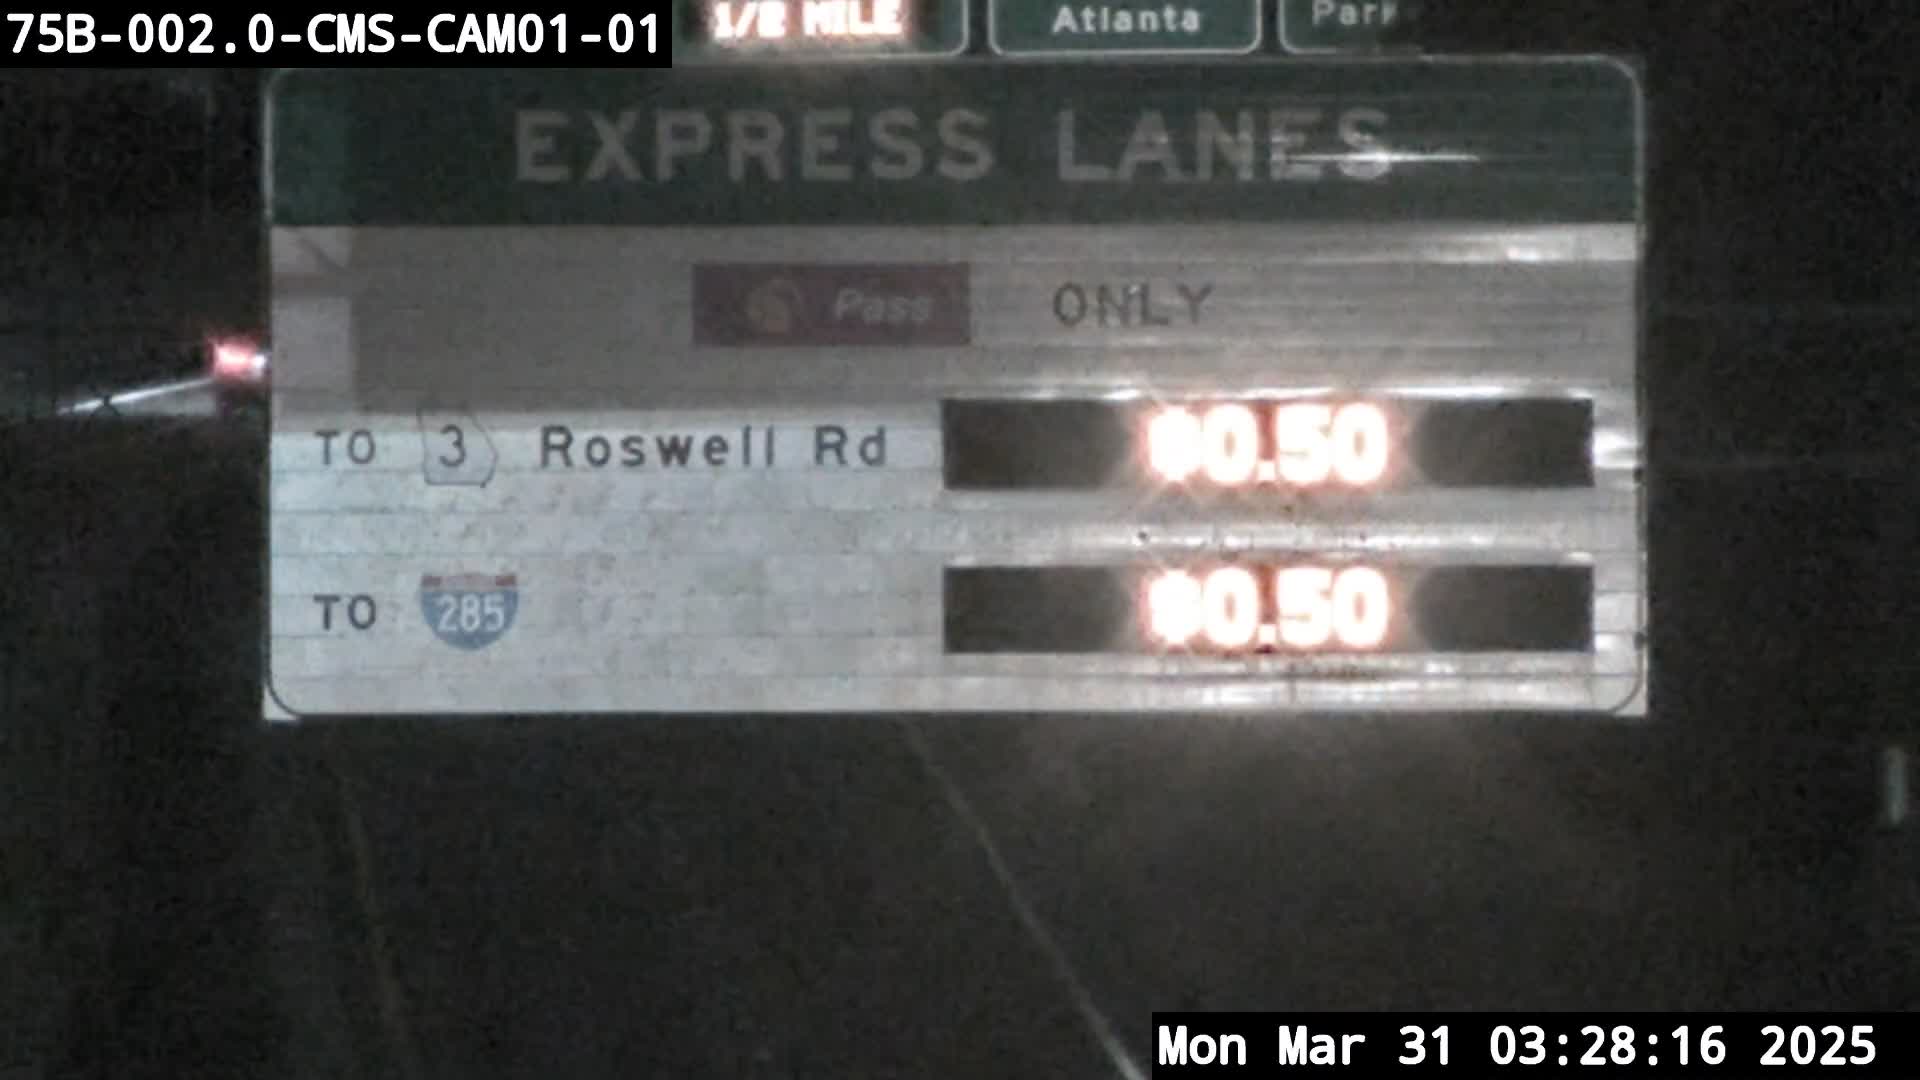 75B-002.0-CMS-CAM01-01
1/2 MILE
Atlanta
EXPRESS LANES
Pass ONLY
TO 3 Roswell Rd $0.50
TO 285 $0.50
Mon Mar 31 03:28:16 2025